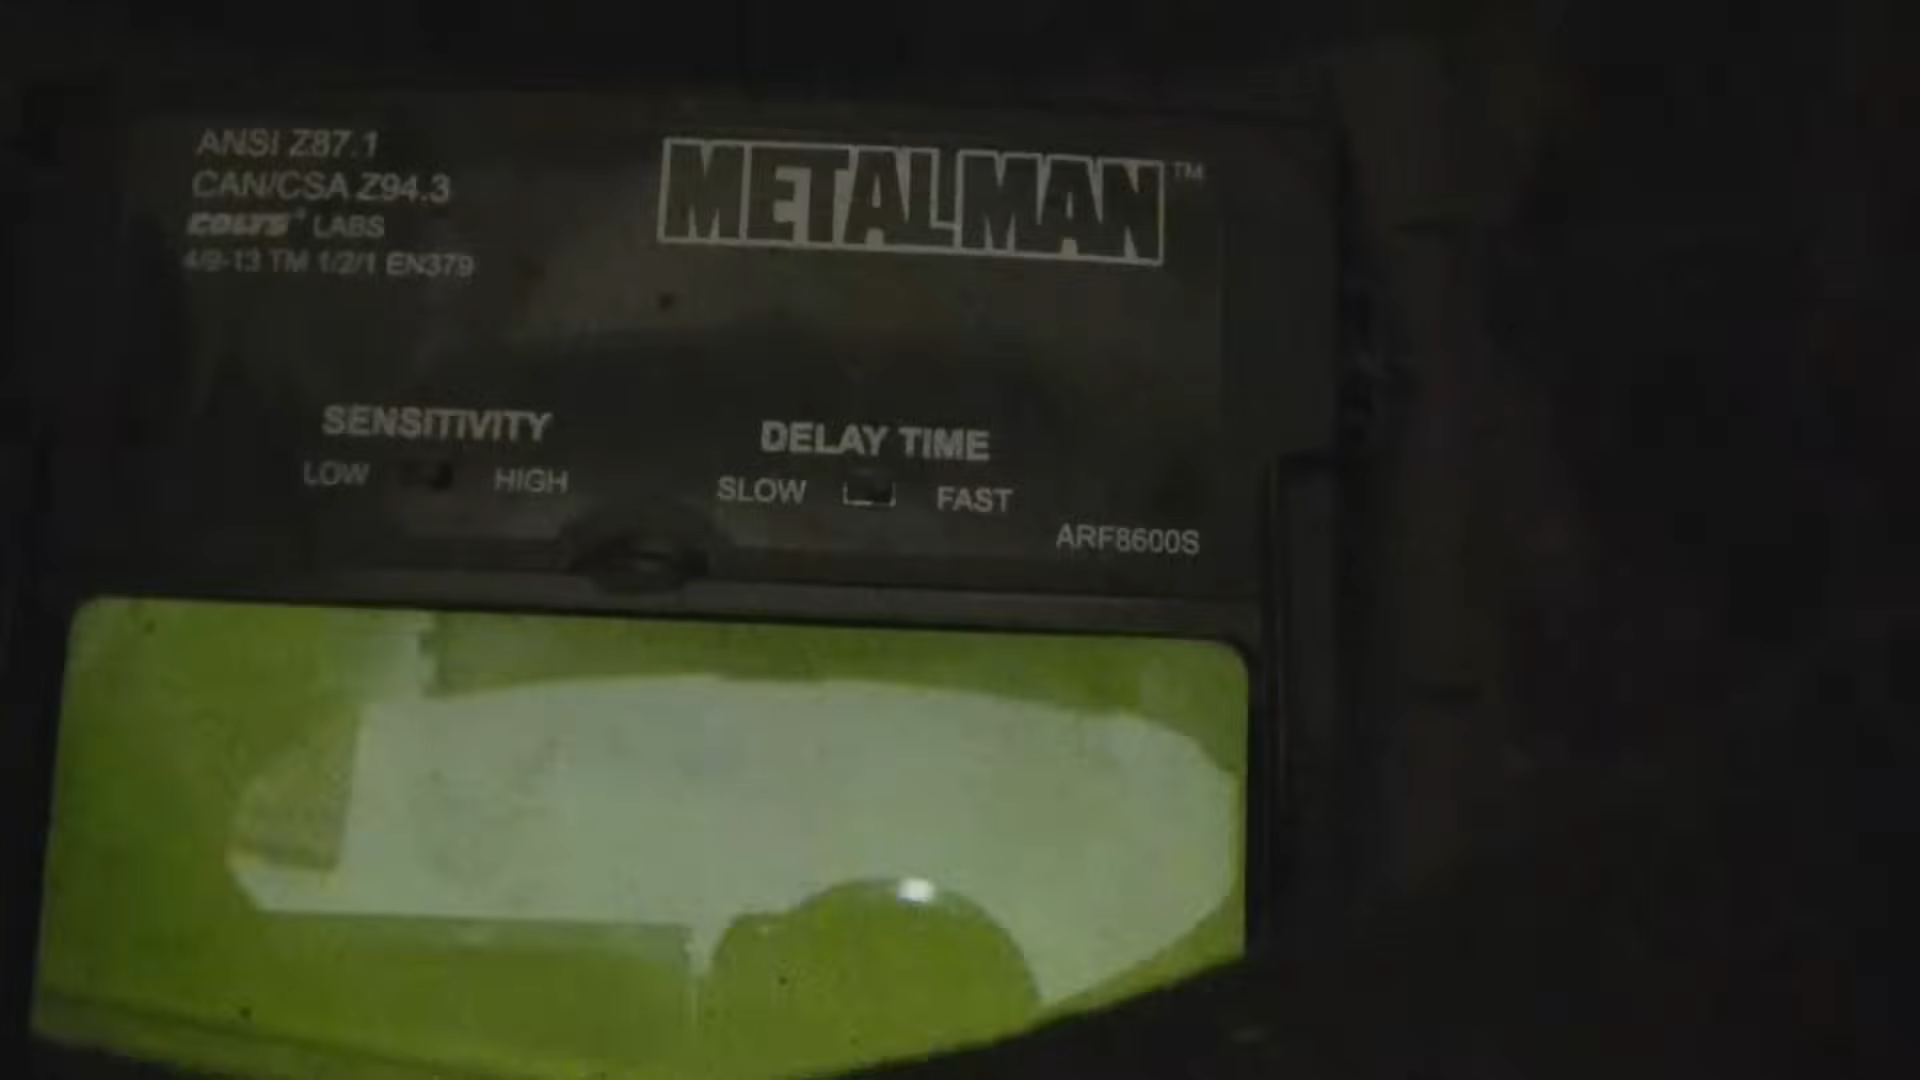 ANSI Z87.1
CAN/CSA Z94.3
COLTS® LABS
4/9-13 TM 1/2/1 EN379
METALMAN™
SENSITIVITY
LOW HIGH
DELAY TIME
SLOW FAST
ARF8600S